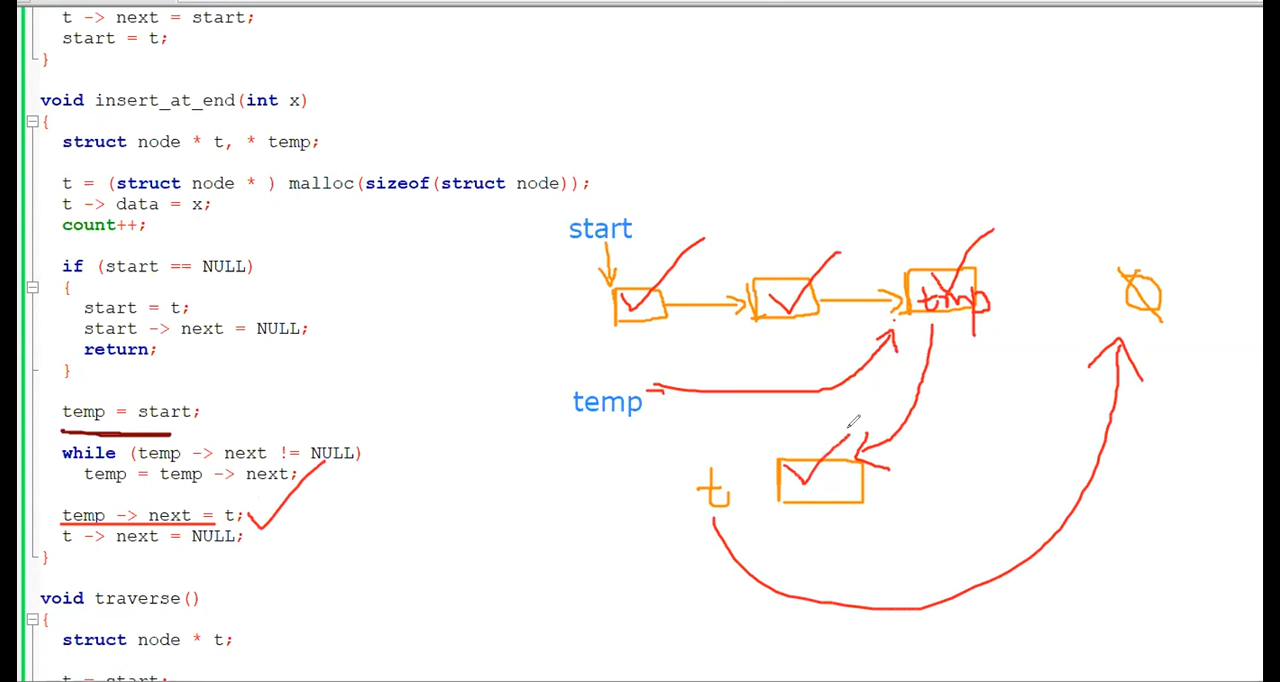 t -> next = start;
start = t;
}
void insert_at_end(int x)
{
struct node * t, * temp;
t = (struct node * ) malloc(sizeof(struct node));
t -> data = x;
count++;
if (start == NULL)
{
start = t;
start -> next = NULL;
return;
}
temp = start;
while (temp -> next != NULL)
temp = temp -> next;
temp -> next = t;
t -> next = NULL;
}
void traverse()
{
struct node * t;
t = start;
start
tmp
temp
t